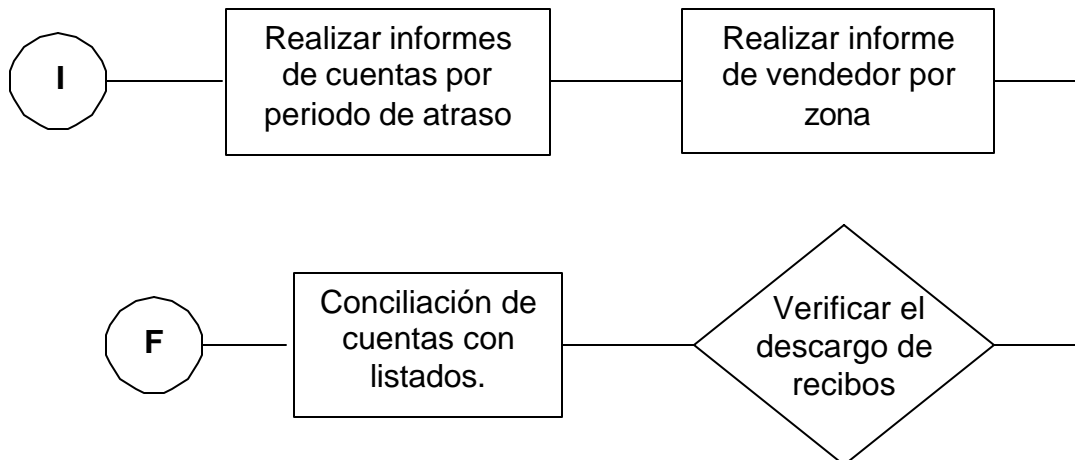 I
Realizar informes
de cuentas por
periodo de atraso
Realizar informe
de vendedor por
zona
F
Conciliación de
cuentas con
listados.
Verificar el
descargo de
recibos